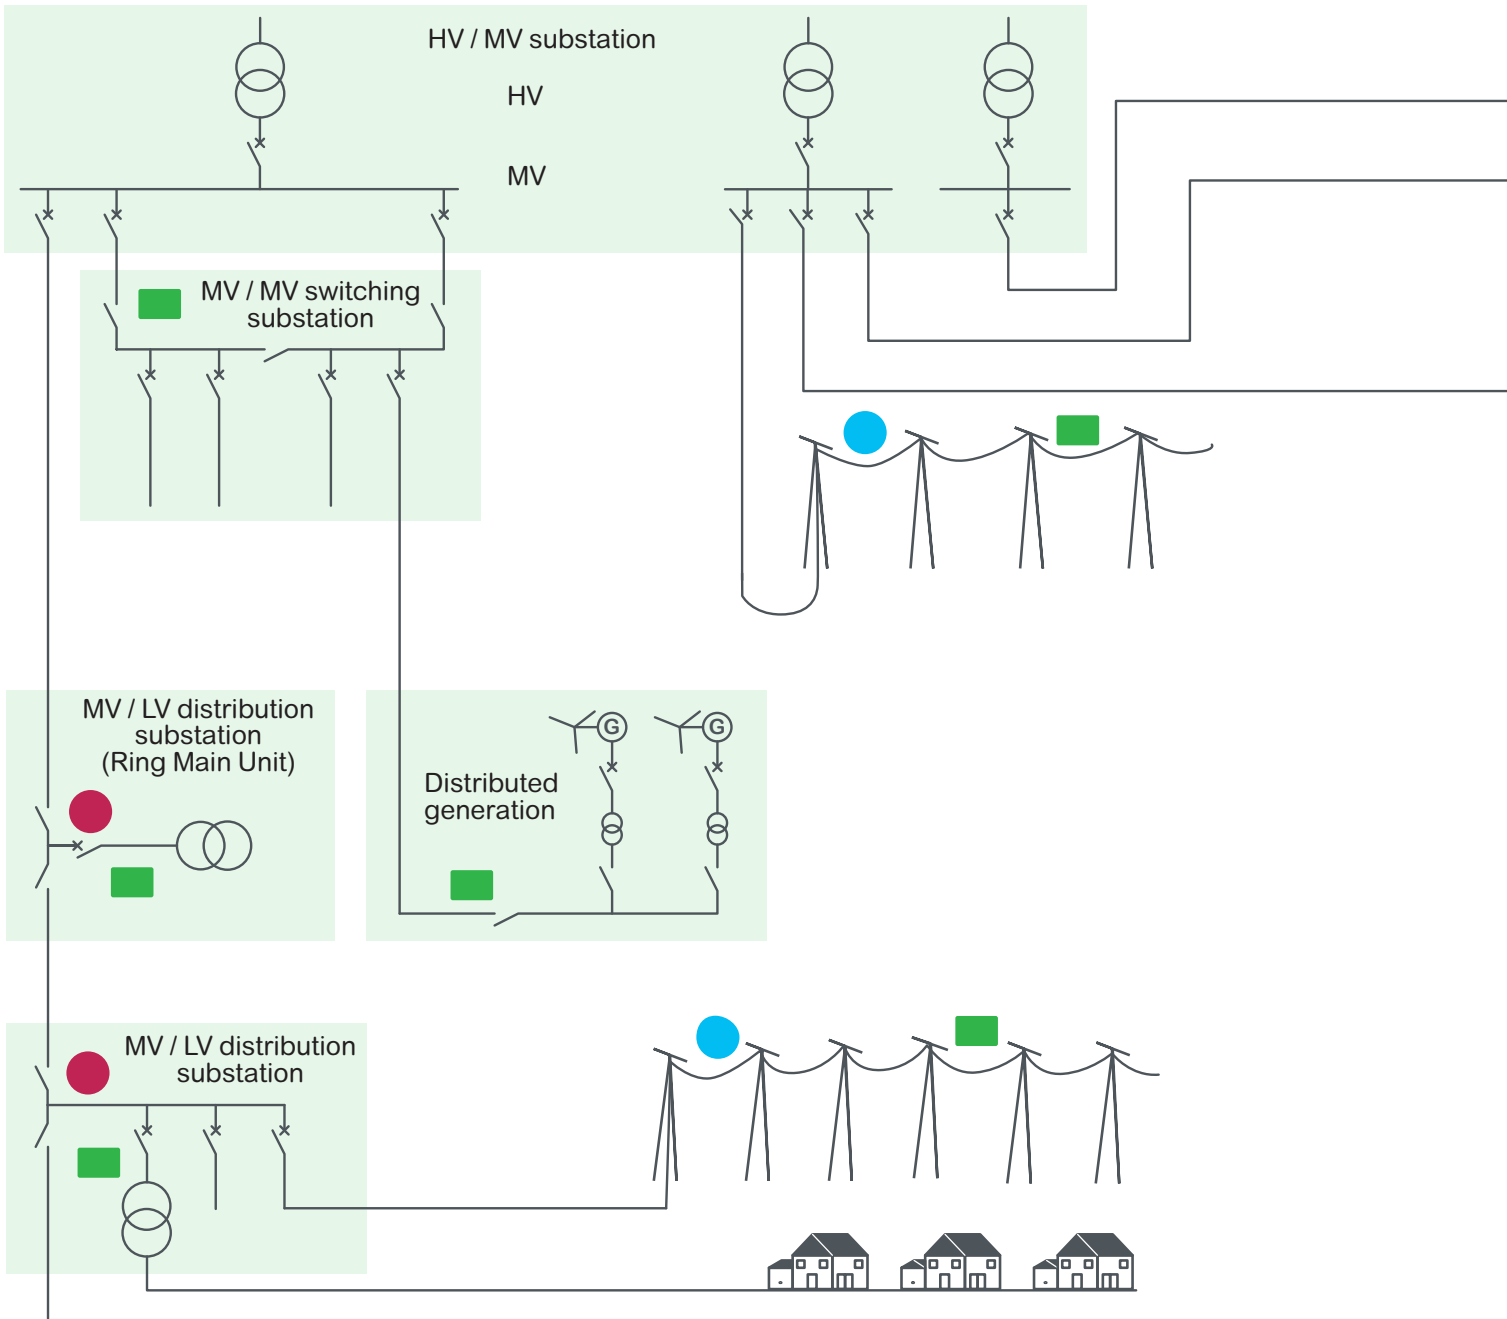 HV / MV substation
HV
MV
MV / MV switching
substation
MV / LV distribution
substation
(Ring Main Unit)
G
G
Distributed
generation
MV / LV distribution
substation